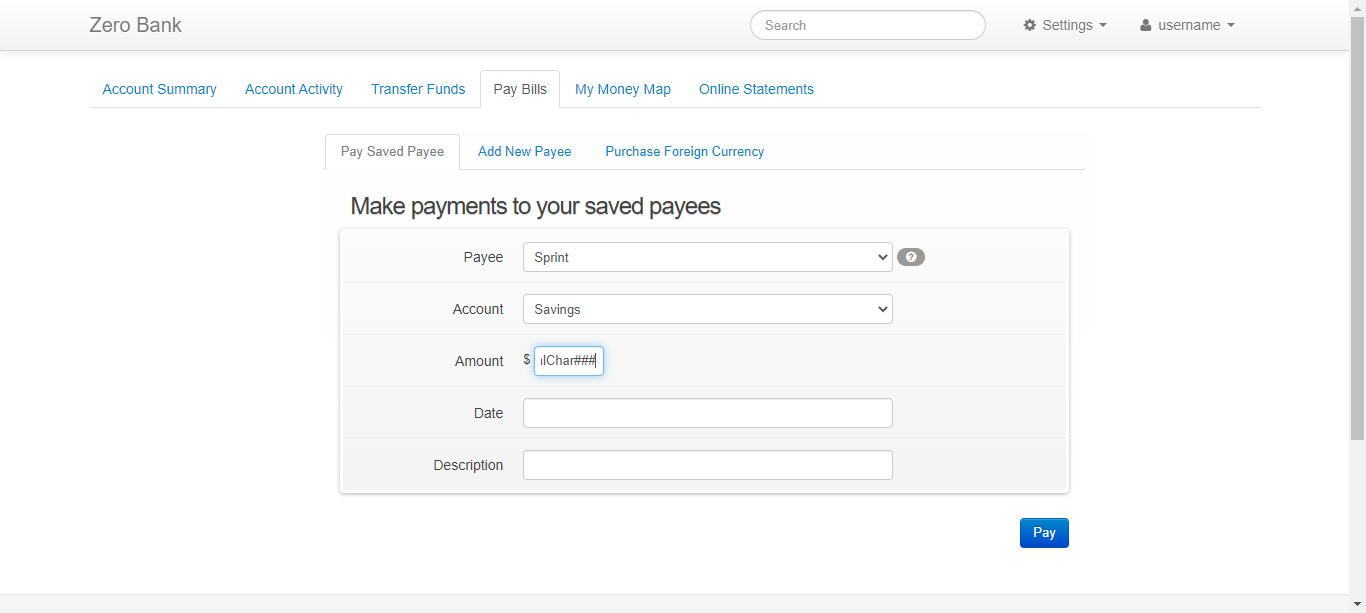 Zero Bank
Search
Settings
username
Account Summary
Account Activity
Transfer Funds
Pay Bills
My Money Map
Online Statements
Pay Saved Payee
Add New Payee
Purchase Foreign Currency
Make payments to your saved payees
Payee
Sprint
?
Account
Savings
Amount
$
lChar###
Date
Description
Pay